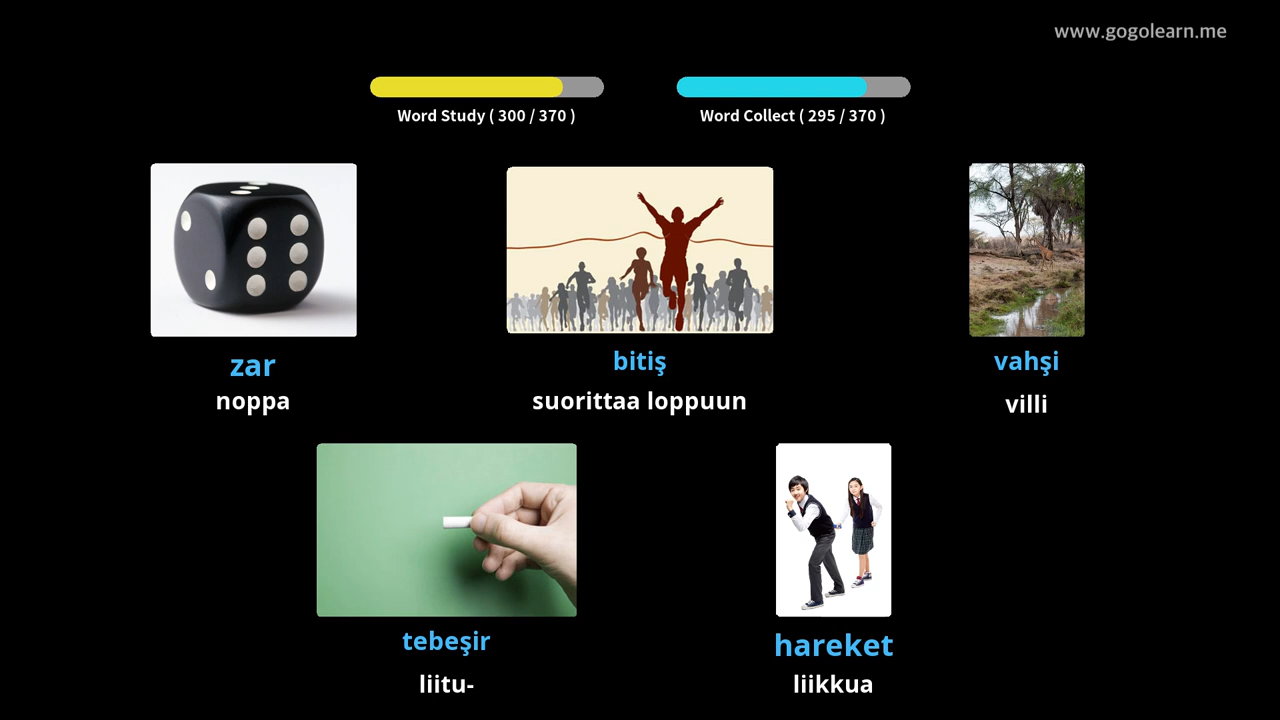 www.gogolearn.me
Word Study ( 300 / 370 )
Word Collect ( 295 / 370 )
zar
noppa
bitiş
suorittaa loppuun
vahşi
villi
tebeşir
liitu-
hareket
liikkua